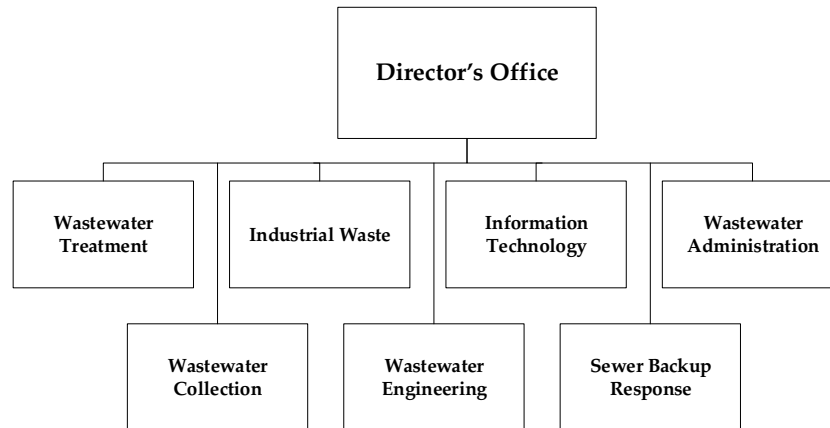 Director’s Office
Wastewater
Treatment
Industrial Waste
Information
Technology
Wastewater
Administration
Wastewater
Collection
Wastewater
Engineering
Sewer Backup
Response